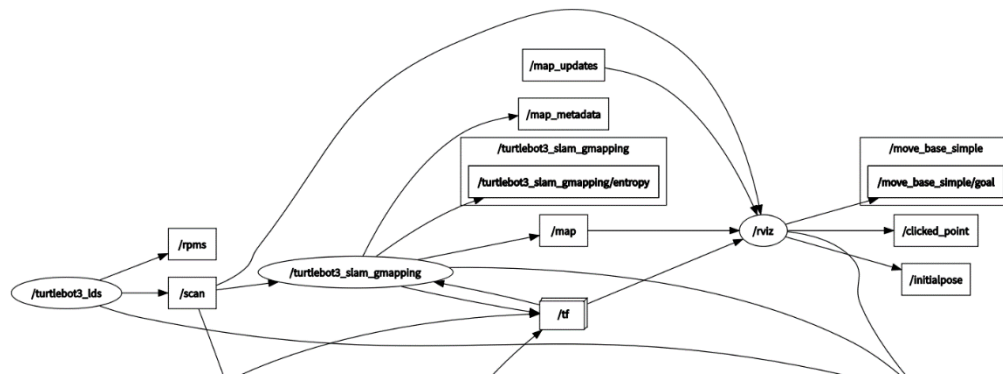 /map_updates
/map_metadata
/turtlebot3_slam_gmapping
/turtlebot3_slam_gmapping/entropy
/move_base_simple
/move_base_simple/goal
/rpms
/map
/rviz
/clicked_point
/turtlebot3_slam_gmapping
/initialpose
/turtlebot3_lds
/scan
/tf